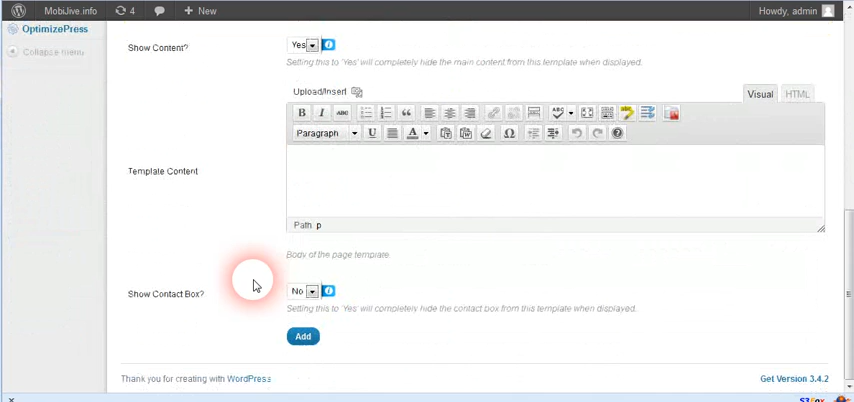 MobiJive.info 4 + New Howdy, admin
OptimizePress
Collapse menu
Show Content? Yes
Setting this to 'Yes' will completely hide the main content from this template when displayed.
Upload/Insert Visual HTML
B I ABC ABC
Paragraph U A Ω
Template Content
Path p
Body of the page template.
Show Contact Box? No
Setting this to 'Yes' will completely hide the contact box from this template when displayed.
Add
Thank you for creating with WordPress Get Version 3.4.2
x S3Fox